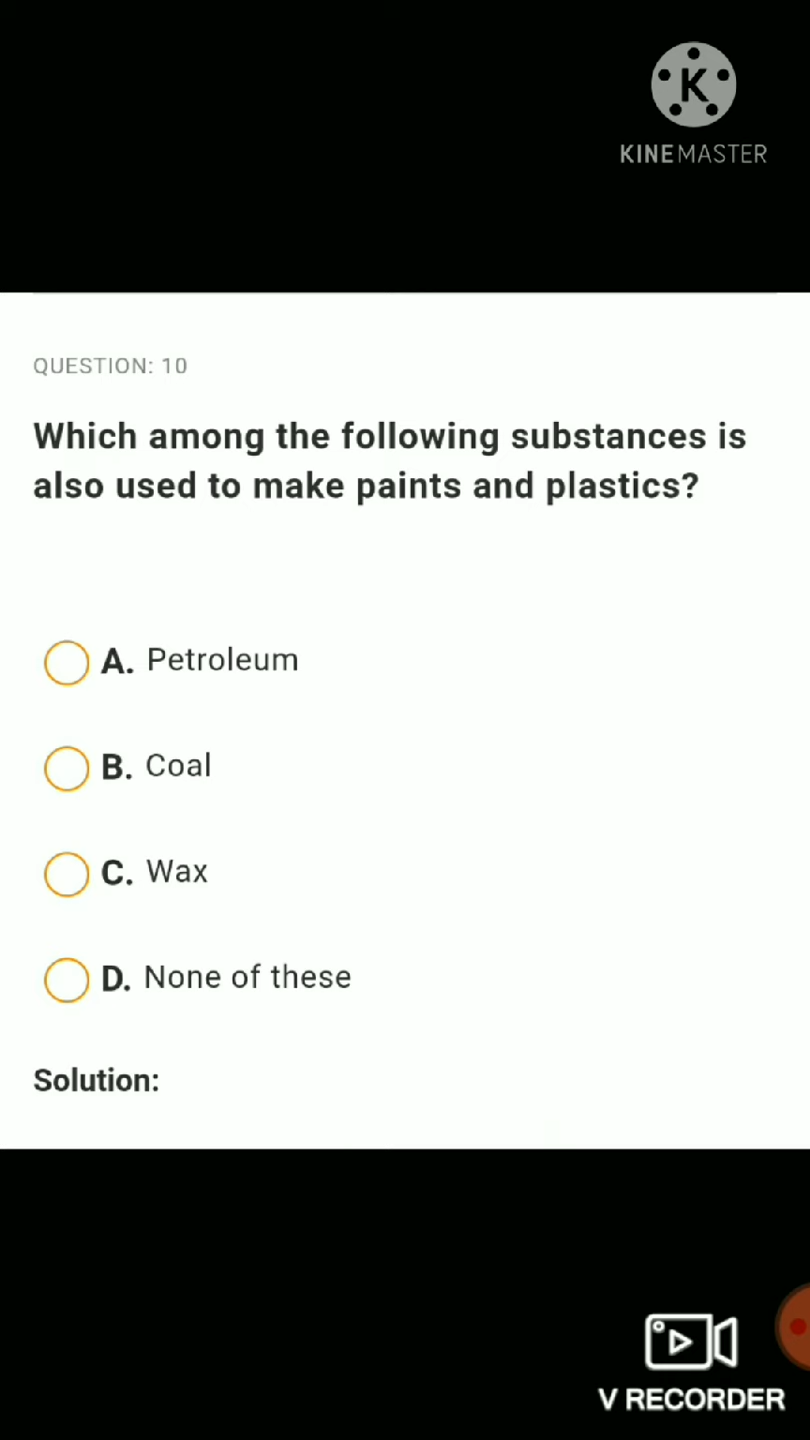 K
KINEMASTER
QUESTION: 10
Which among the following substances is
also used to make paints and plastics?
A. Petroleum
B. Coal
C. Wax
D. None of these
Solution:
V RECORDER